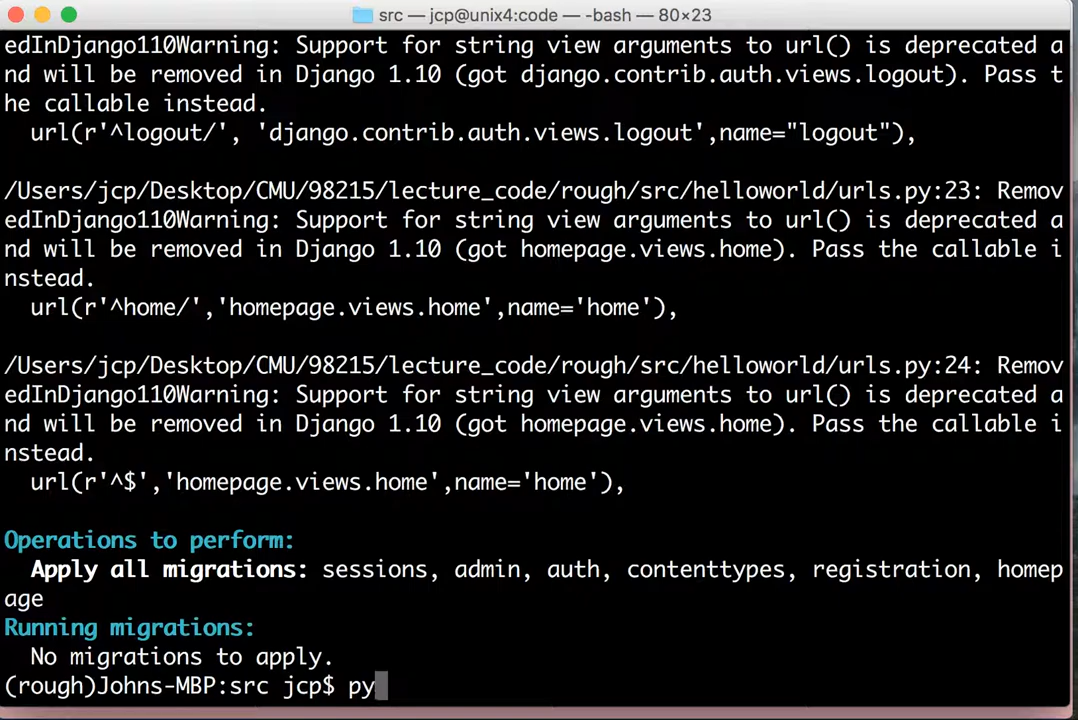 src — jcp@unix4:code — -bash — 80×23
edInDjango110Warning: Support for string view arguments to url() is deprecated a
nd will be removed in Django 1.10 (got django.contrib.auth.views.logout). Pass t
he callable instead.
  url(r'^logout/', 'django.contrib.auth.views.logout',name="logout"),
/Users/jcp/Desktop/CMU/98215/lecture_code/rough/src/helloworld/urls.py:23: Remov
edInDjango110Warning: Support for string view arguments to url() is deprecated a
nd will be removed in Django 1.10 (got homepage.views.home). Pass the callable i
nstead.
  url(r'^home/','homepage.views.home',name='home'),
/Users/jcp/Desktop/CMU/98215/lecture_code/rough/src/helloworld/urls.py:24: Remov
edInDjango110Warning: Support for string view arguments to url() is deprecated a
nd will be removed in Django 1.10 (got homepage.views.home). Pass the callable i
nstead.
  url(r'^$','homepage.views.home',name='home'),
Operations to perform:
  Apply all migrations: sessions, admin, auth, contenttypes, registration, homep
age
Running migrations:
  No migrations to apply.
(rough)Johns-MBP:src jcp$ py